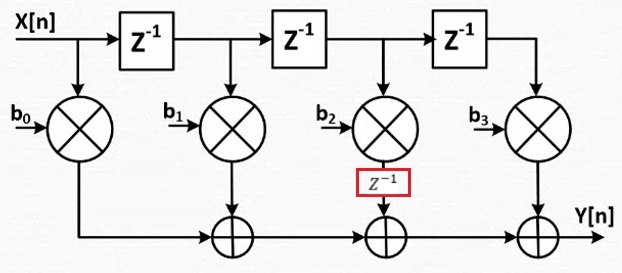 X[n]
Z⁻¹ Z⁻¹ Z⁻¹
b₀ b₁ b₂ b₃
Z⁻¹
Y[n]